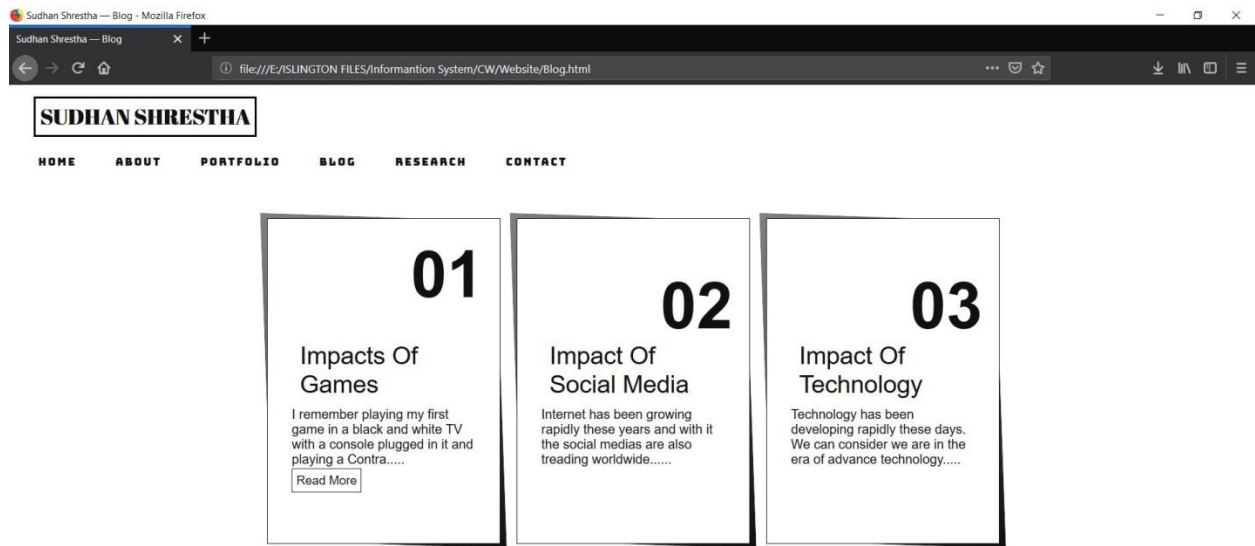 Sudhan Shrestha — Blog - Mozilla Firefox
Sudhan Shrestha — Blog
file:///E:/ISLINGTON FILES/Informantion System/CW/Website/Blog.html
SUDHAN SHRESTHA
HOME ABOUT PORTFOLIO BLOG RESEARCH CONTACT
01
Impacts Of
Games
I remember playing my first
game in a black and white TV
with a console plugged in it and
playing a Contra.....
Read More
02
Impact Of
Social Media
Internet has been growing
rapidly these years and with it
the social medias are also
treading worldwide......
03
Impact Of
Technology
Technology has been
developing rapidly these days.
We can consider we are in the
era of advance technology.....